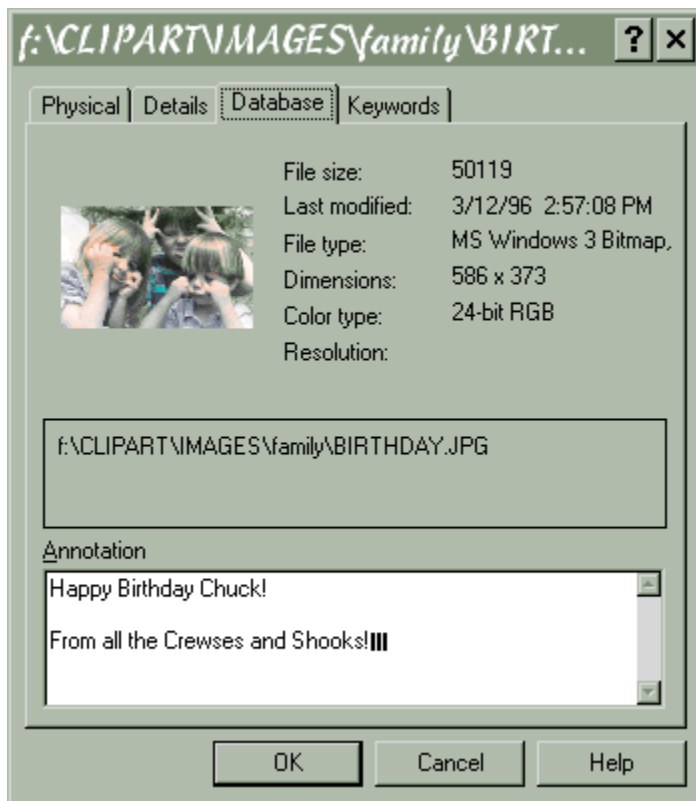 f:\CLIPART\IMAGES\family\BIRT...
Physical Details Database Keywords
File size: 50119
Last modified: 3/12/96 2:57:08 PM
File type: MS Windows 3 Bitmap,
Dimensions: 586 x 373
Color type: 24-bit RGB
Resolution:
f:\CLIPART\IMAGES\family\BIRTHDAY.JPG
Annotation
Happy Birthday Chuck!
From all the Crewses and Shooks!
OK Cancel Help